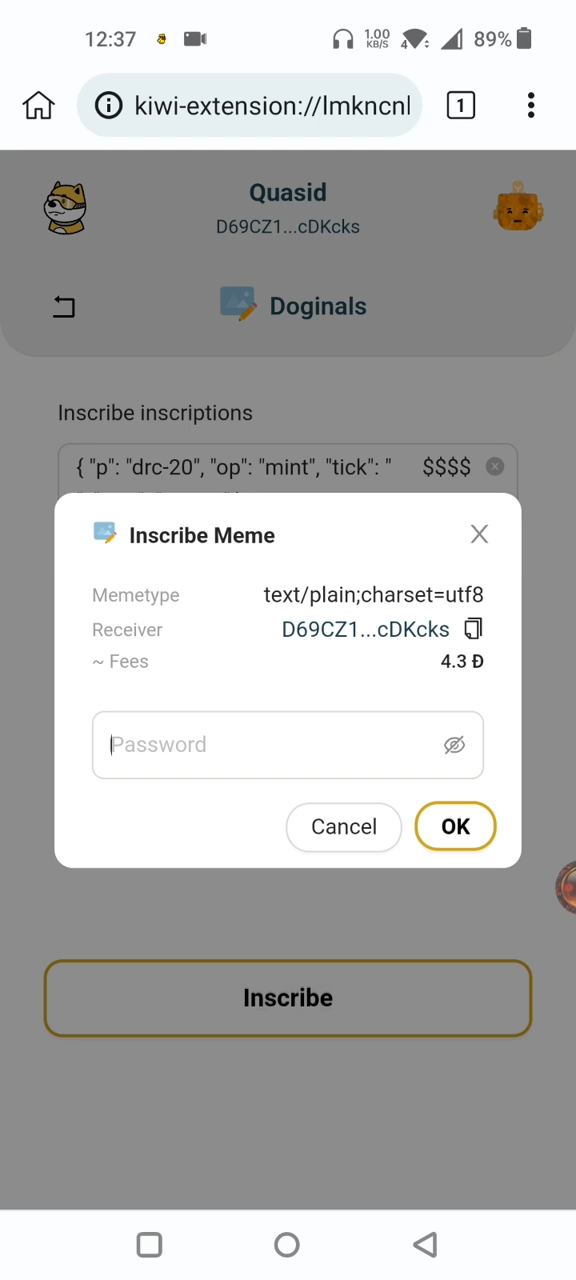 12:37 1.00 KB/S 4 89%
kiwi-extension://lmkncnl 1
Quasid
D69CZ1...cDKcks
Doginals
Inscribe inscriptions
{ "p": "drc-20", "op": "mint", "tick": " $$$$
Inscribe Meme
Memetype text/plain;charset=utf8
Receiver D69CZ1...cDKcks
~ Fees 4.3 Ð
Password
Cancel OK
Inscribe